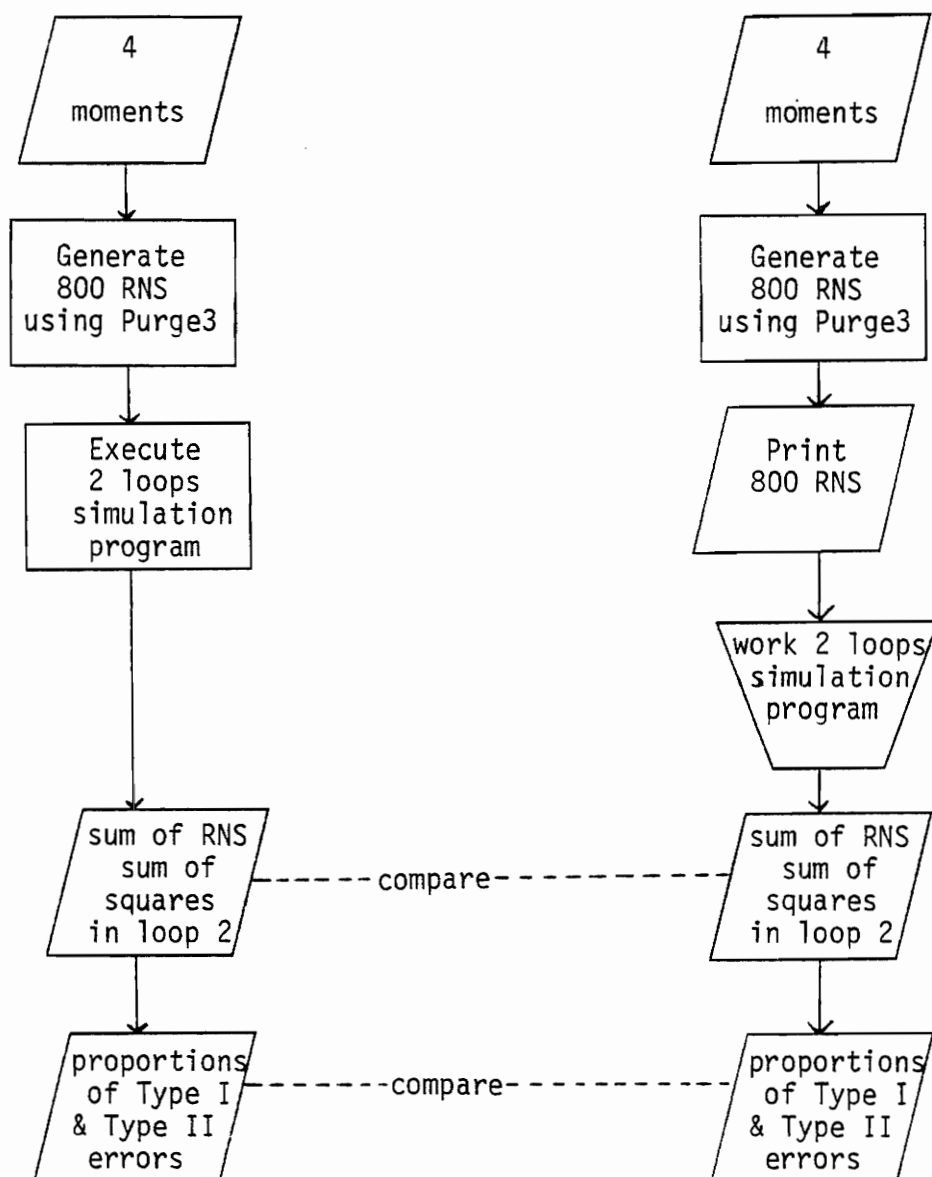 4
moments
Generate
800 RNS
using Purge3
Execute
2 loops
simulation
program
sum of RNS
sum of
squares
in loop 2
proportions
of Type I
& Type II
errors
4
moments
Generate
800 RNS
using Purge3
Print
800 RNS
work 2 loops
simulation
program
sum of RNS
sum of
squares
in loop 2
proportions
of Type I
& Type II
errors
compare
compare